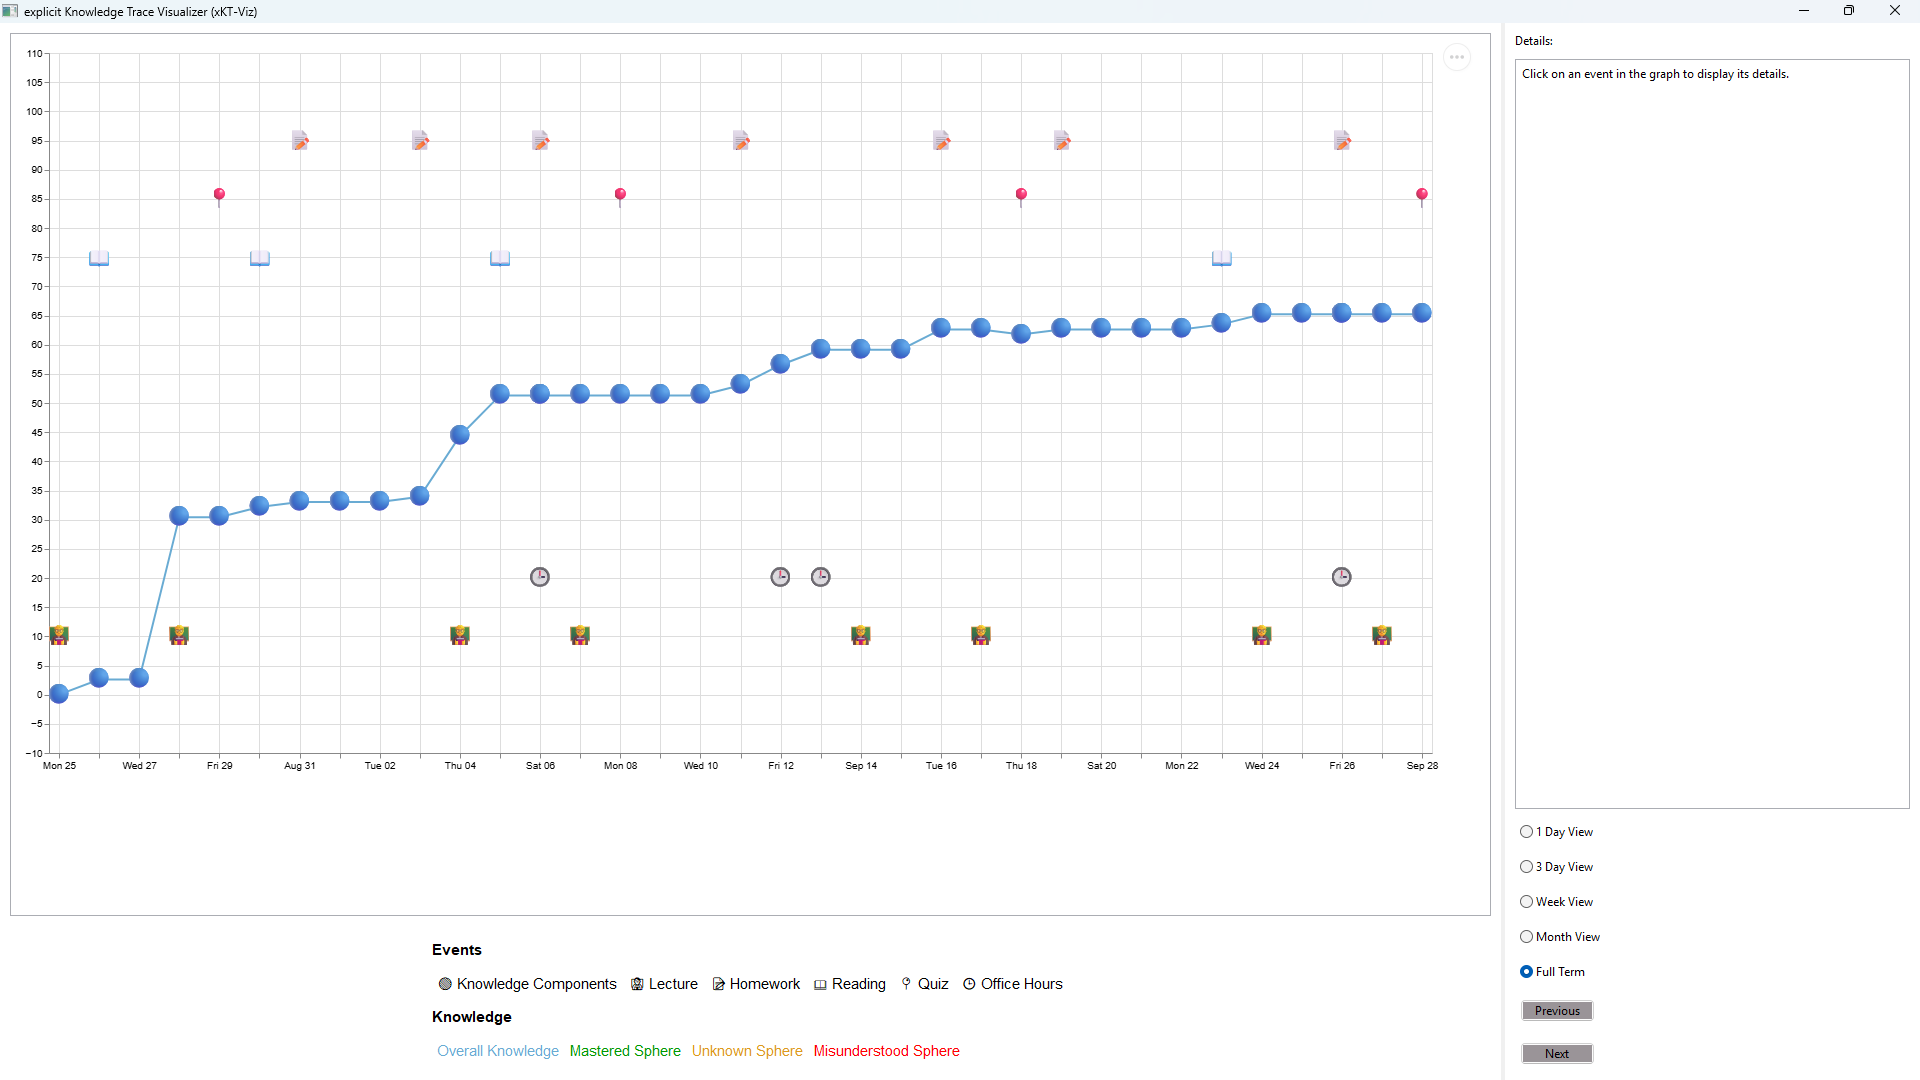 explicit Knowledge Trace Visualizer (xKT-Viz)
Details:
Click on an event in the graph to display its details.
110
105
100
95
90
85
80
75
70
65
60
55
50
45
40
35
30
25
20
15
10
5
0
−5
−10
Mon 25 Wed 27 Fri 29 Aug 31 Tue 02 Thu 04 Sat 06 Mon 08 Wed 10 Fri 12 Sep 14 Tue 16 Thu 18 Sat 20 Mon 22 Wed 24 Fri 26 Sep 28
1 Day View
3 Day View
Week View
Month View
Full Term
Previous
Next
Events
Knowledge Components Lecture Homework Reading Quiz Office Hours
Knowledge
Overall Knowledge Mastered Sphere Unknown Sphere Misunderstood Sphere